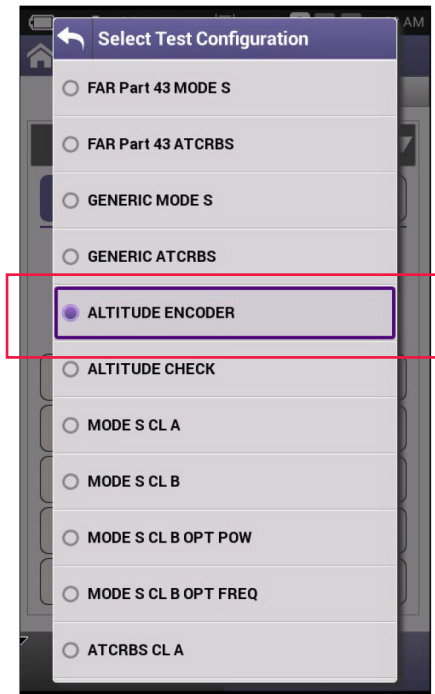 AM
Select Test Configuration
FAR Part 43 MODE S
FAR Part 43 ATCRBS
GENERIC MODE S
GENERIC ATCRBS
ALTITUDE ENCODER
ALTITUDE CHECK
MODE S CL A
MODE S CL B
MODE S CL B OPT POW
MODE S CL B OPT FREQ
ATCRBS CL A